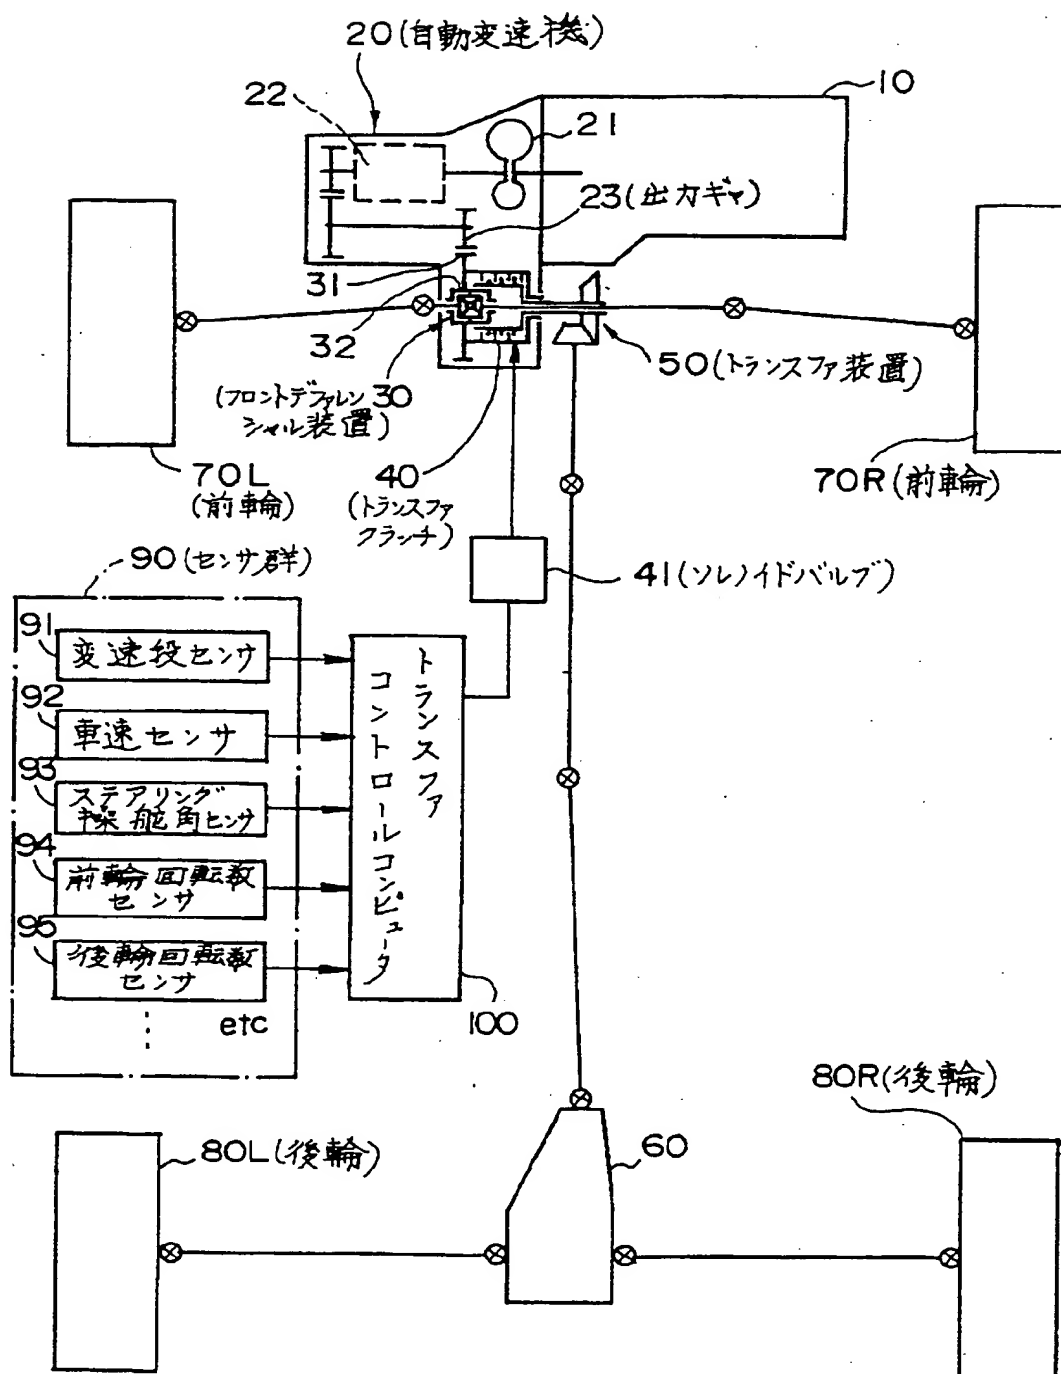 20(自動変速機)
10
22
21
23(出力ギヤ)
31
32
50(トランスファ装置)
(フロントデファレン
シャル装置)
30
70L
(前輪)
40
(トランスファ
クラッチ)
70R(前輪)
90(センサ群)
41(ソレノイドバルブ)
91
変速段センサ
92
車速センサ
93
ステアリング
操舵角センサ
94
前輪回転数
センサ
95
後輪回転数
センサ
etc
トランスファ
コントロールコンピュータ
100
80R(後輪)
80L(後輪)
60